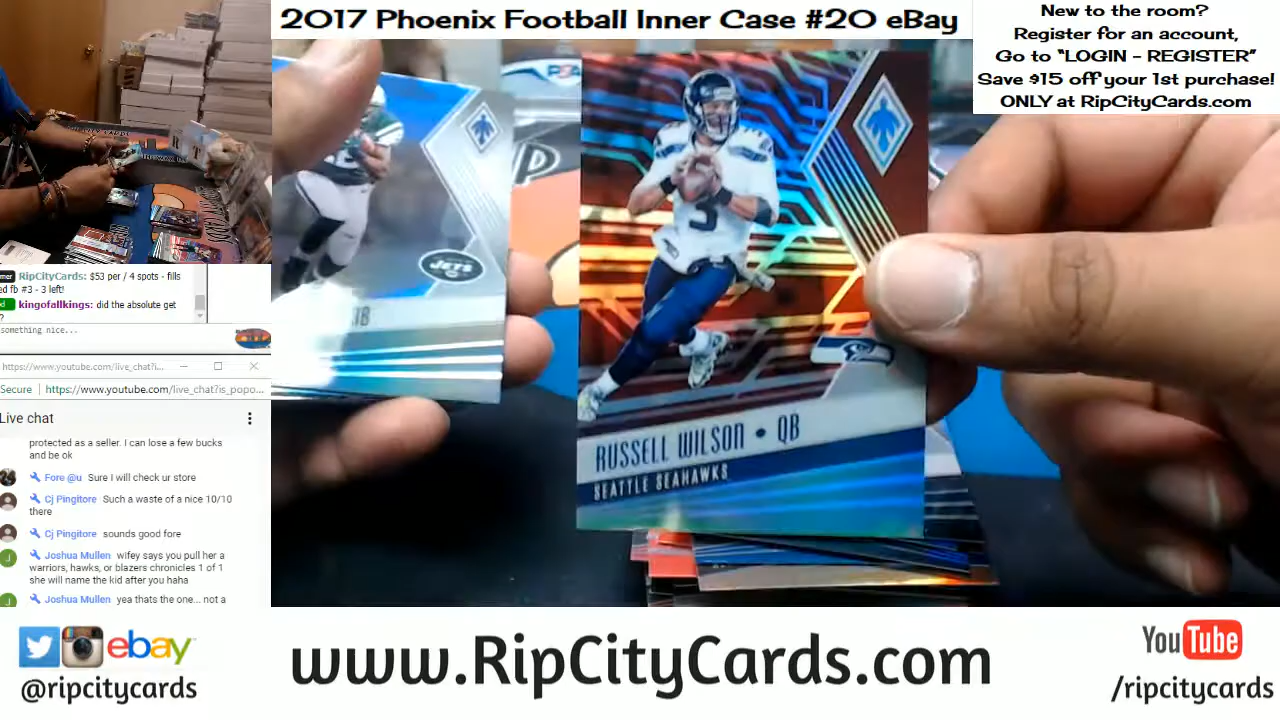 2017 Phoenix Football Inner Case #20 eBay
New to the room?
Register for an account,
Go to "LOGIN - REGISTER"
Save $15 off your 1st purchase!
ONLY at RipCityCards.com
JETS
3
RUSSELL WILSON • QB
SEATTLE SEAHAWKS
RipCityCards: $53 per / 4 spots - fills
ed fb #3 - 3 left!
kingofallkings: did the absolute get
?
something nice...
https://www.youtube.com/live_chat?i...
Secure https://www.youtube.com/live_chat?is_popo...
Live chat
protected as a seller. I can lose a few bucks
and be ok
Fore @u Sure I will check ur store
Cj Pingitore Such a waste of a nice 10/10
there
Cj Pingitore sounds good fore
Joshua Mullen wifey says you pull her a
warriors, hawks, or blazers chronicles 1 of 1
she will name the kid after you haha
Joshua Mullen yea thats the one... not a
ebay
@ripcitycards
www.RipCityCards.com
YouTube
/ripcitycards